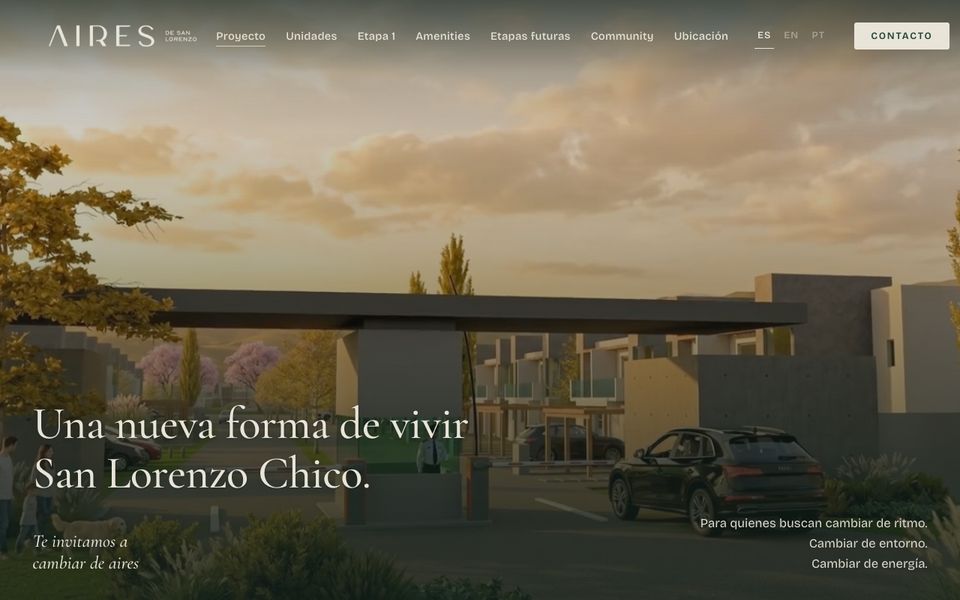 AIRES DE SAN LORENZO
Proyecto Unidades Etapa 1 Amenities Etapas futuras Community Ubicación ES EN PT CONTACTO
Una nueva forma de vivir
San Lorenzo Chico.
Te invitamos a
cambiar de aires
Para quienes buscan cambiar de ritmo.
Cambiar de entorno.
Cambiar de energía.